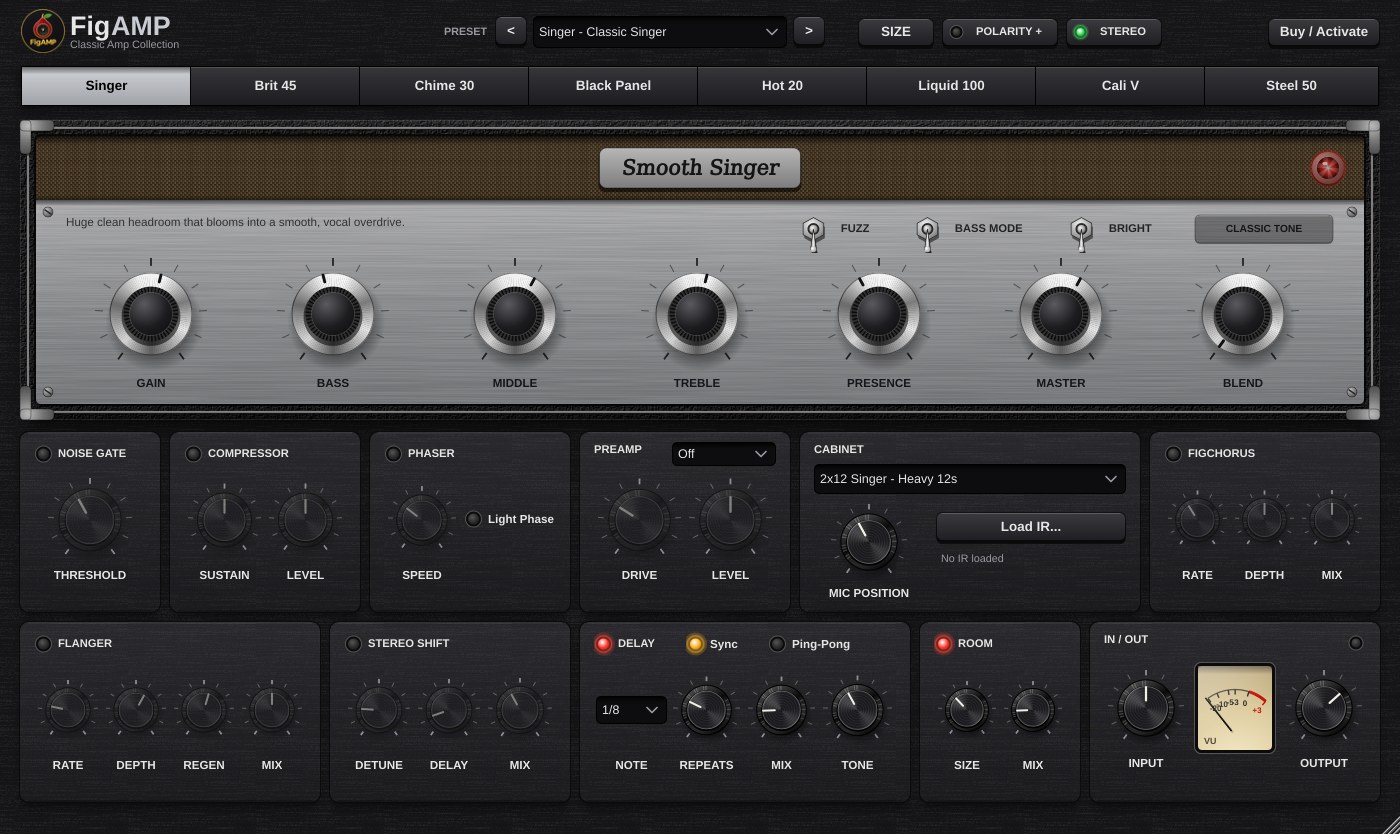 FigAMP
FigAMP
Classic Amp Collection
PRESET
<
Singer - Classic Singer
>
SIZE
POLARITY +
STEREO
Buy / Activate
Singer
Brit 45
Chime 30
Black Panel
Hot 20
Liquid 100
Cali V
Steel 50
Smooth Singer
Huge clean headroom that blooms into a smooth, vocal overdrive.
FUZZ
BASS MODE
BRIGHT
CLASSIC TONE
GAIN
BASS
MIDDLE
TREBLE
PRESENCE
MASTER
BLEND
NOISE GATE
THRESHOLD
COMPRESSOR
SUSTAIN
LEVEL
PHASER
Light Phase
SPEED
PREAMP
Off
DRIVE
LEVEL
CABINET
2x12 Singer - Heavy 12s
Load IR...
No IR loaded
MIC POSITION
FIGCHORUS
RATE
DEPTH
MIX
FLANGER
RATE
DEPTH
REGEN
MIX
STEREO SHIFT
DETUNE
DELAY
MIX
DELAY
Sync
Ping-Pong
1/8
NOTE
REPEATS
MIX
TONE
ROOM
SIZE
MIX
IN / OUT
-20
-10
-5
3
0
+3
VU
INPUT
OUTPUT